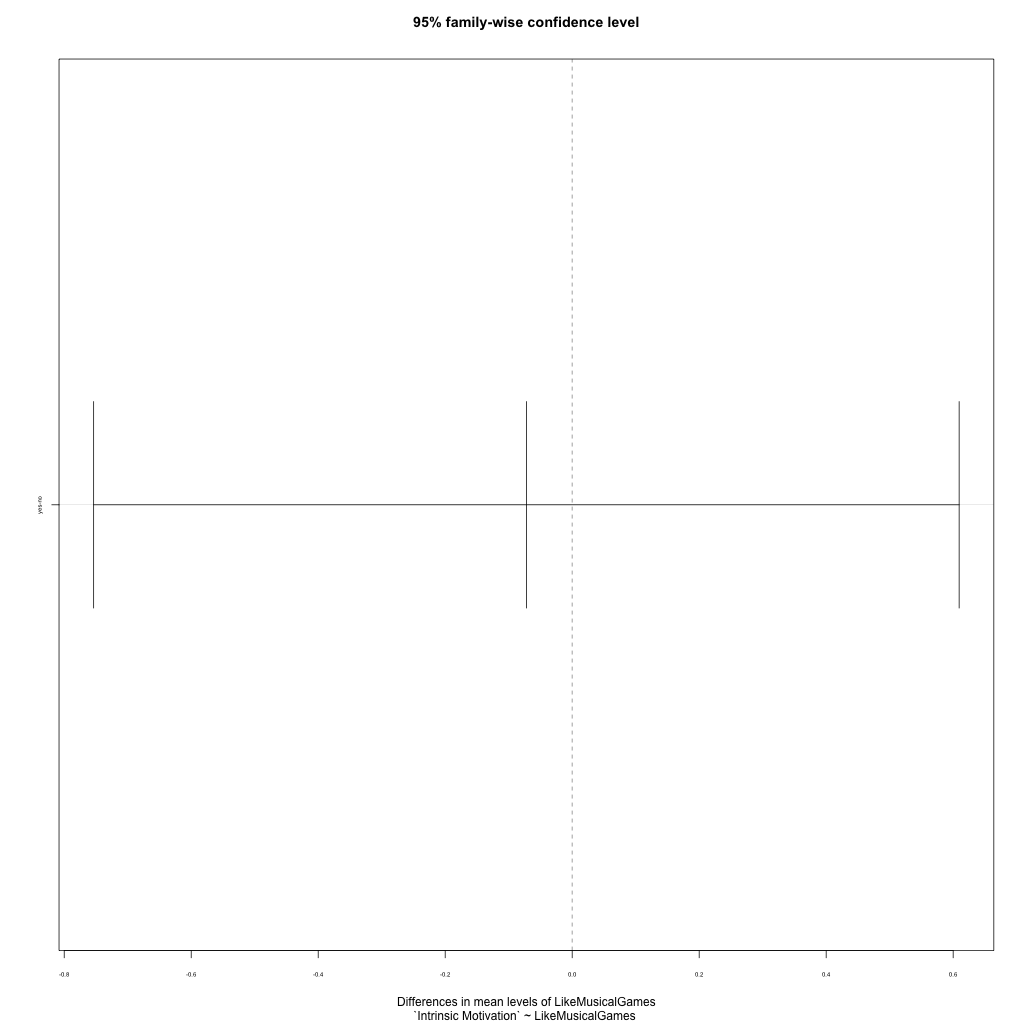 95% family-wise confidence level
yes-no
-0.8 -0.6 -0.4 -0.2 0.0 0.2 0.4 0.6
Differences in mean levels of LikeMusicalGames
`Intrinsic Motivation` ~ LikeMusicalGames